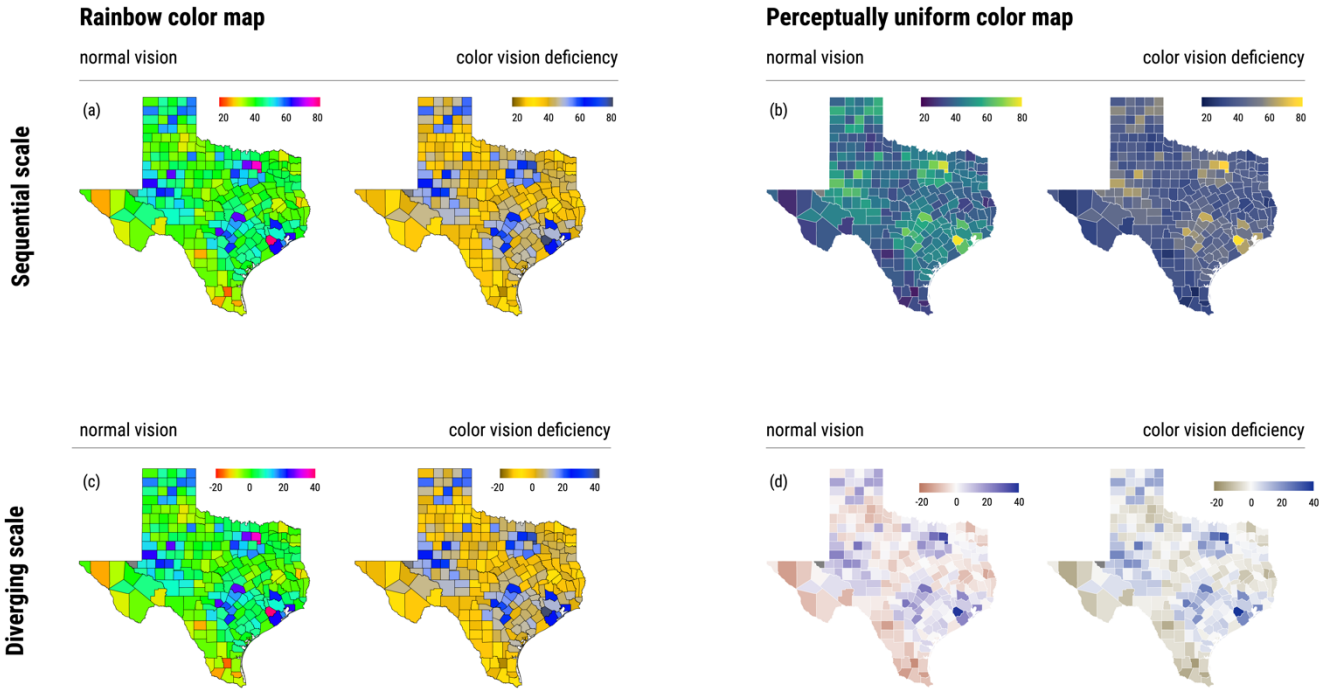 Rainbow color map
Perceptually uniform color map
normal vision
color vision deficiency
normal vision
color vision deficiency
Sequential scale
(a)
20 40 60 80
20 40 60 80
(b)
20 40 60 80
20 40 60 80
normal vision
color vision deficiency
normal vision
color vision deficiency
Diverging scale
(c)
-20 0 20 40
-20 0 20 40
(d)
-20 0 20 40
-20 0 20 40